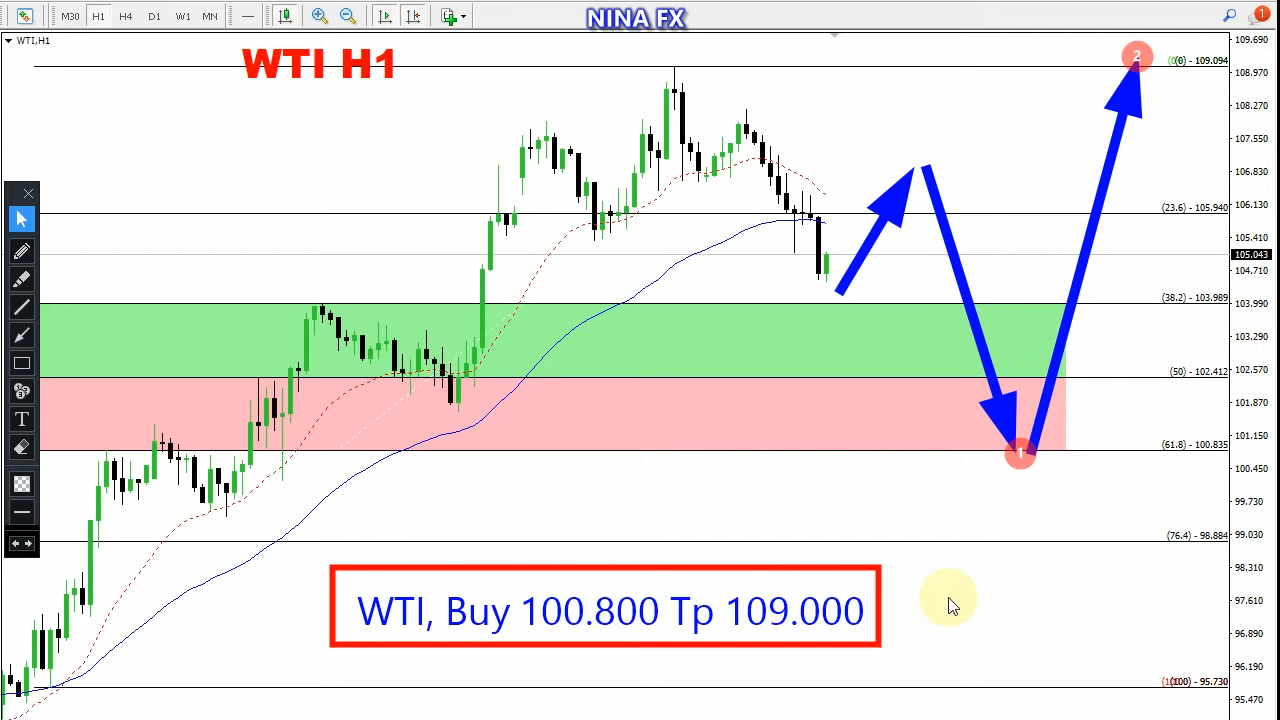 M30 H1 H4 D1 W1 MN
NINA FX
1
WTI,H1
WTI H1
109.690
(0) - 109.094
108.970
108.270
107.550
106.830
(23.6) - 105.940
106.130
105.410
105.043
104.710
(38.2) - 103.989
103.990
103.290
(50) - 102.412
102.570
101.870
(61.8) - 100.835
101.150
100.450
99.730
(76.4) - 98.884
99.030
98.310
97.610
96.890
96.190
(100) - 95.730
95.470
2
1
T
WTI, Buy 100.800 Tp 109.000